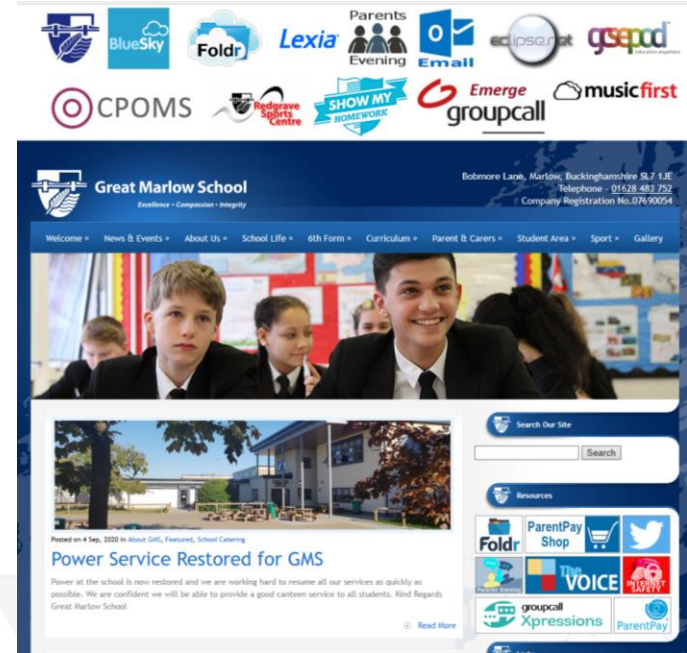 BlueSky
Foldr
Lexia
Parents
Evening
Email
eclipse.net
gcsepod
education anywhere
CPOMS
Redgrave
Sports
Centre
SHOW MY
HOMEWORK
Emerge
groupcall
musicfirst
Great Marlow School
Excellence • Compassion • Integrity
Bobmore Lane, Marlow, Buckinghamshire SL7 1JE
Telephone - 01628 483 752
Company Registration No.07690054
Welcome » News & Events » About Us » School Life » 6th Form » Curriculum » Parent & Carers » Student Area » Sport » Gallery
Search Our Site
Search
Posted on 4 Sep, 2020 in About GMS, Featured, School Catering
Power Service Restored for GMS
Power at the school is now restored and we are working hard to resume all our services as quickly as
possible. We are confident we will be able to provide a good canteen service to all students. Kind Regards
Great Marlow School
Read More
Resources
Foldr
ParentPay
Shop
Parents' Evening
The
VOICE
INTERNET
SAFETY
groupcall
Xpressions
ParentPay